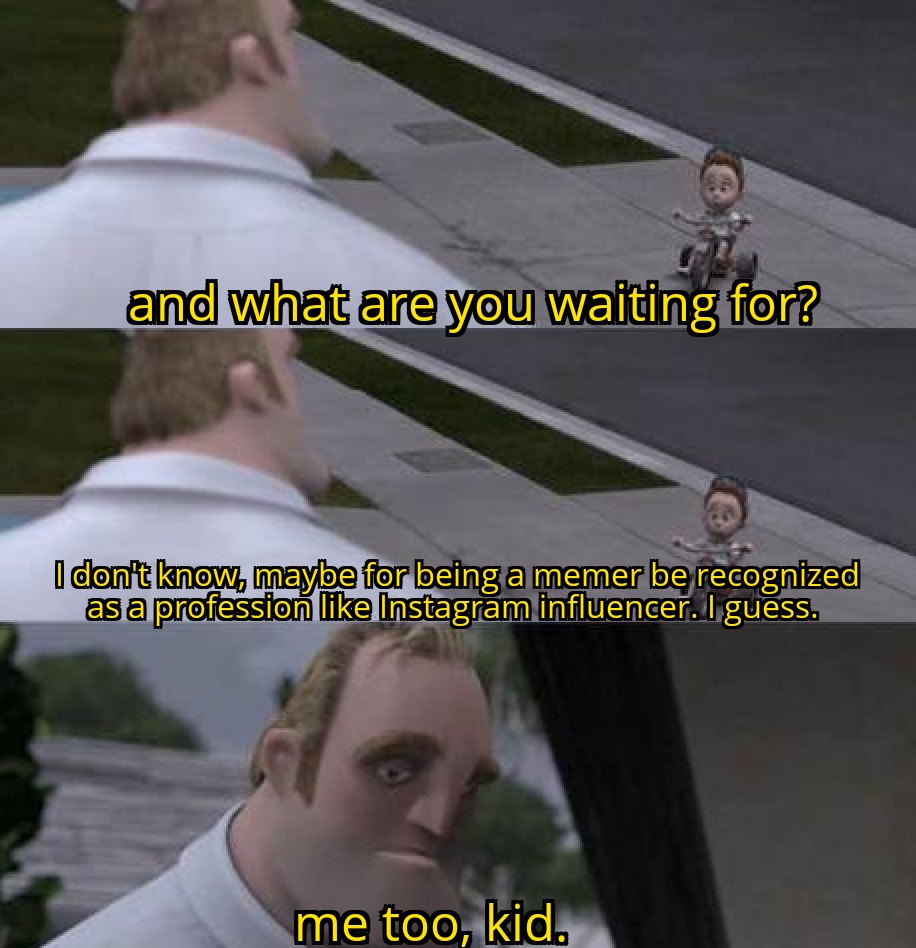 and what are you waiting for?
I don't know, maybe for being a memer be recognized
as a profession like Instagram influencer. I guess.
me too, kid.